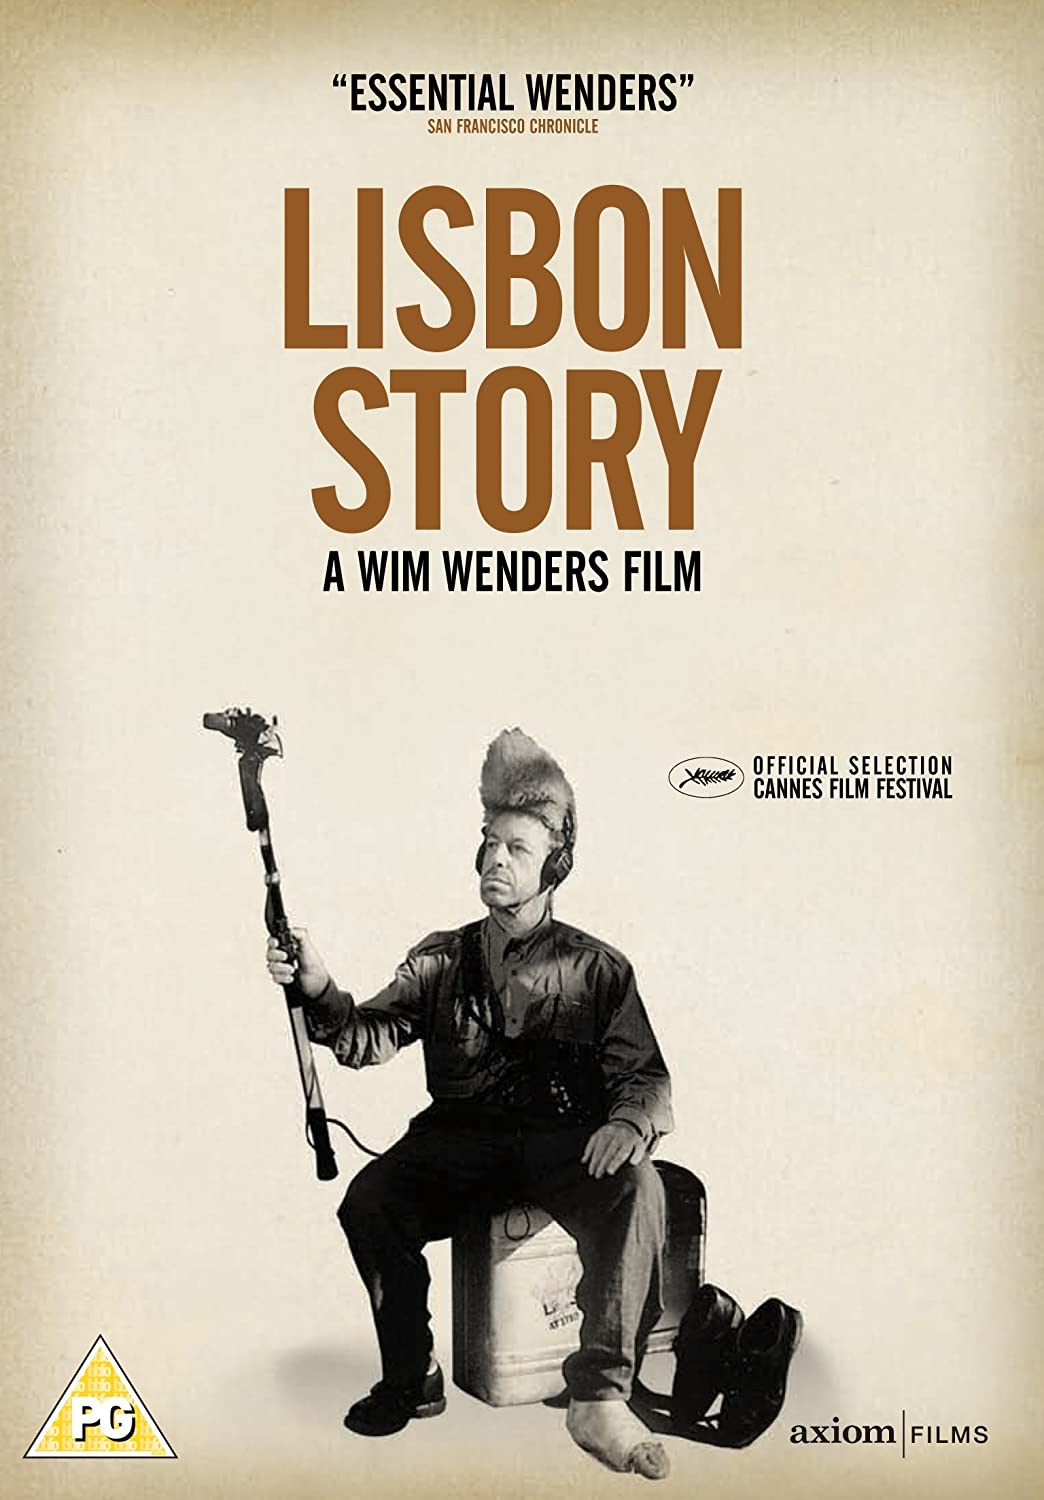 “ESSENTIAL WENDERS”
SAN FRANCISCO CHRONICLE
LISBON
STORY
A WIM WENDERS FILM
OFFICIAL SELECTION
CANNES FILM FESTIVAL
PG
axiom FILMS